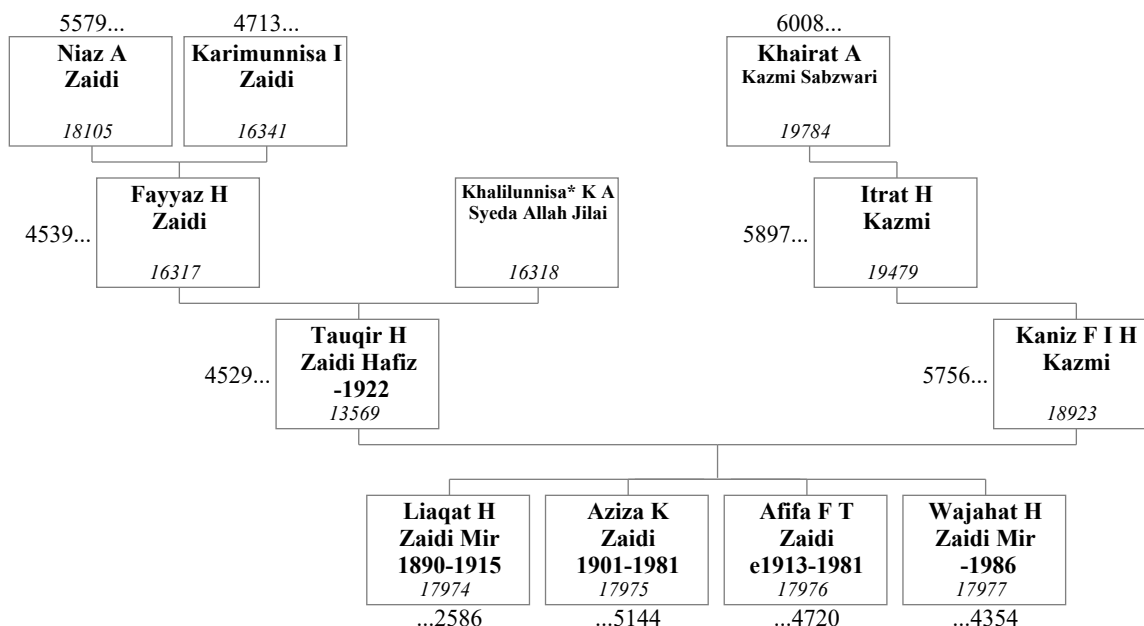 5579...
4713...
6008...
Niaz A
Zaidi
18105
Karimunnisa I
Zaidi
16341
Khairat A
Kazmi Sabzwari
19784
4539...
Fayyaz H
Zaidi
16317
Khalilunnisa* K A
Syeda Allah Jilai
16318
5897...
Itrat H
Kazmi
19479
4529...
Tauqir H
Zaidi Hafiz
-1922
13569
5756...
Kaniz F I H
Kazmi
18923
Liaqat H
Zaidi Mir
1890-1915
17974
...2586
Aziza K
Zaidi
1901-1981
17975
...5144
Afifa F T
Zaidi
e1913-1981
17976
...4720
Wajahat H
Zaidi Mir
-1986
17977
...4354